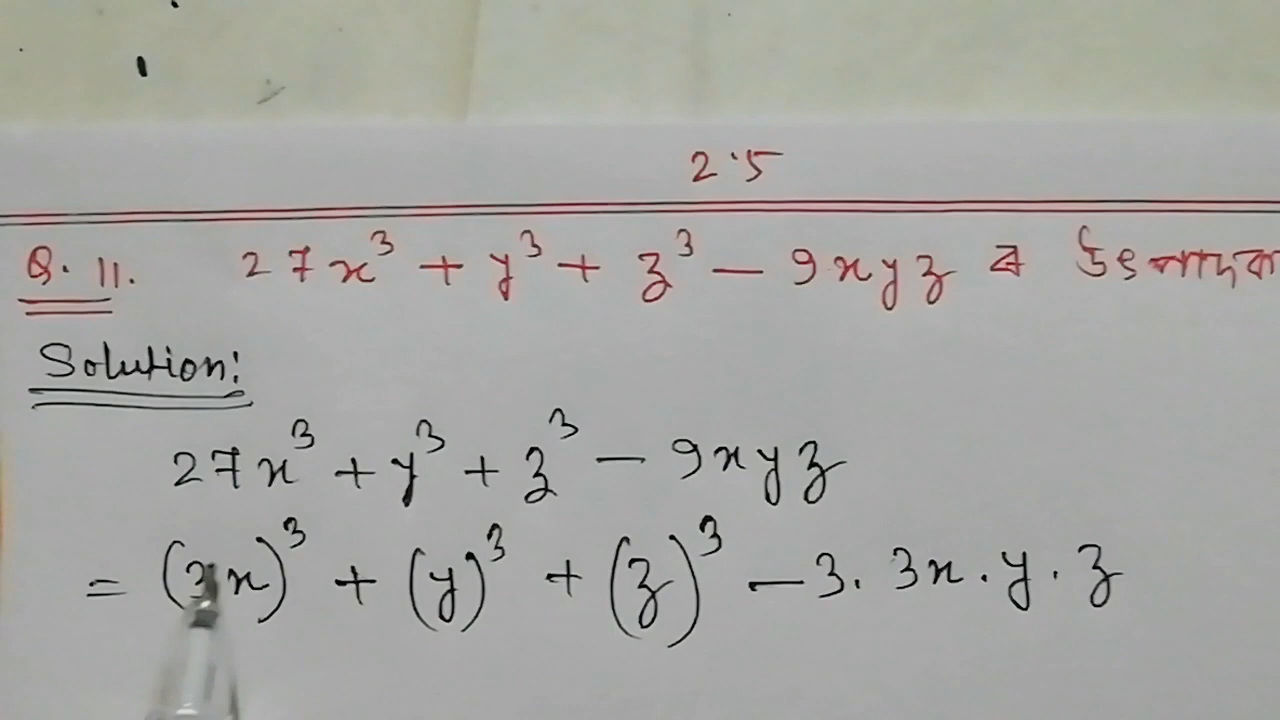 2.5
Q. 11. 27x³ + y³ + z³ - 9xyz ৰ উৎপাদক
Solution:
27x³ + y³ + z³ - 9xyz
= (3x)³ + (y)³ + (z)³ - 3. 3x . y . z